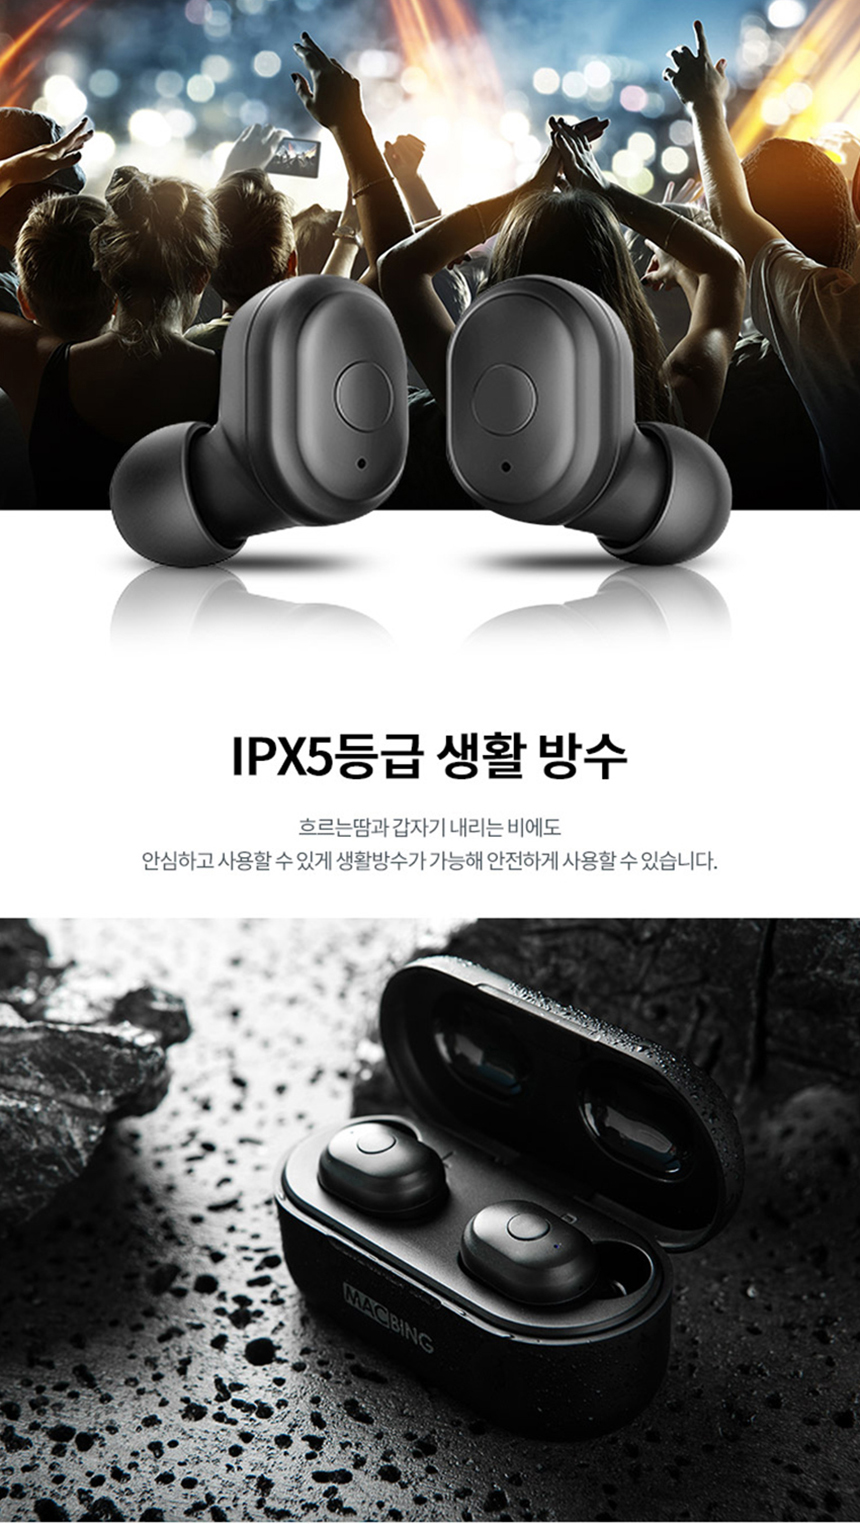 IPX5등급 생활 방수
흐르는땀과 갑자기 내리는 비에도
안심하고 사용할 수 있게 생활방수가 가능해 안전하게 사용할 수 있습니다.
MACBING